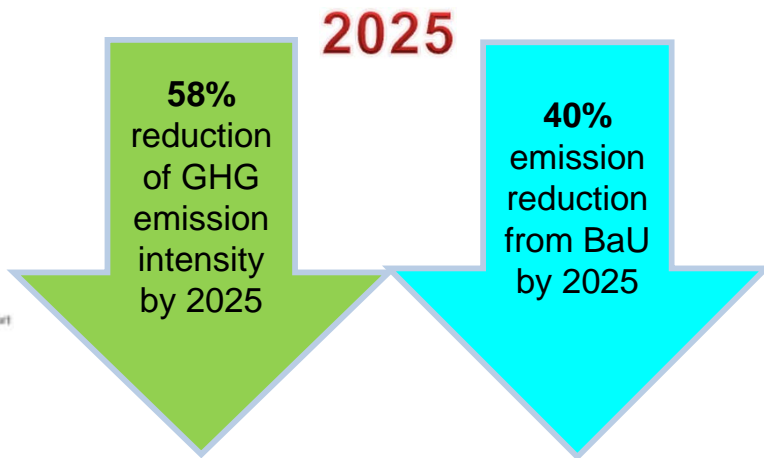 2025
58%
reduction
of GHG
emission
intensity
by 2025
40%
emission
reduction
from BaU
by 2025